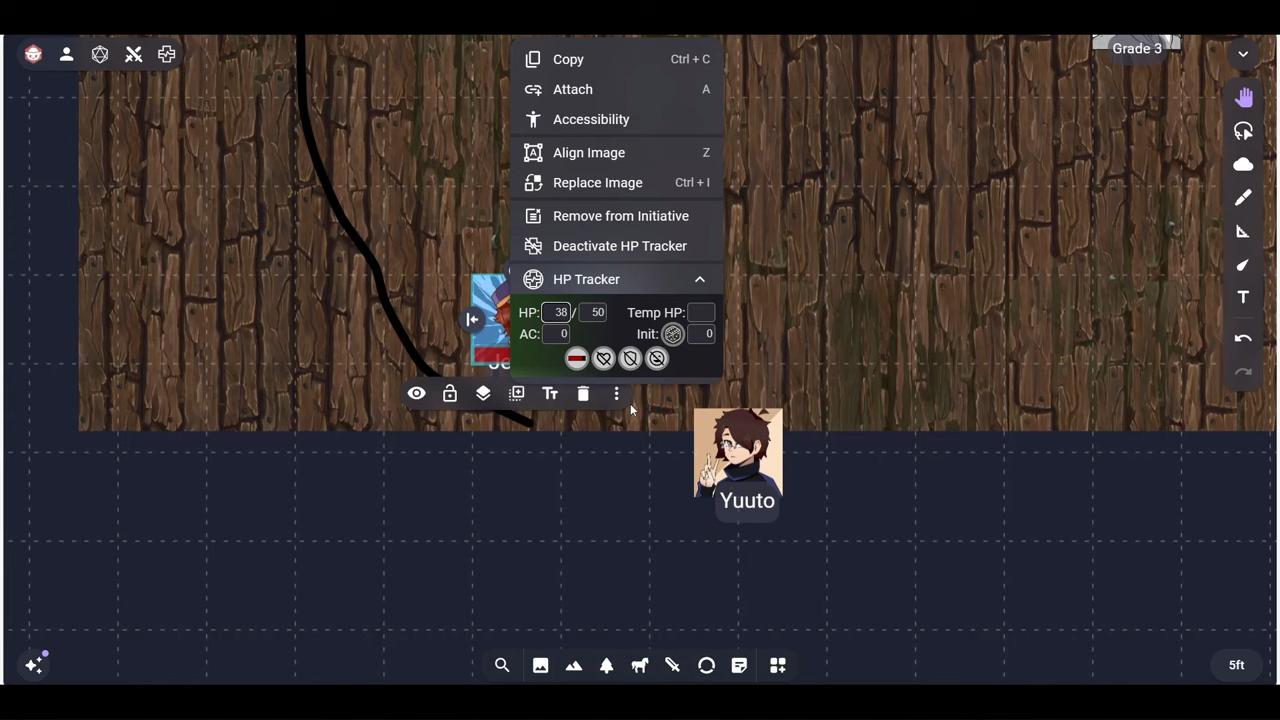 Grade 3
Copy Ctrl + C
Attach A
Accessibility
Align Image Z
Replace Image Ctrl + I
Remove from Initiative
Deactivate HP Tracker
HP Tracker
HP: 38 / 50 Temp HP:
AC: 0 Init: 0
Je
Yuuto
5ft